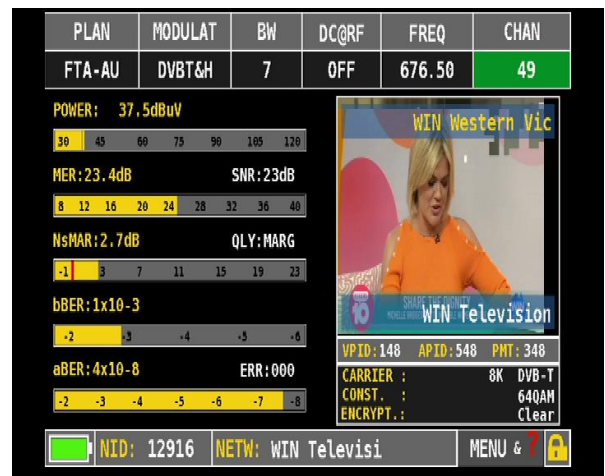 PLAN MODULAT BW DC@RF FREQ CHAN
FTA-AU DVBT&H 7 OFF 676.50 49
POWER: 37.5dBuV
30 45 60 75 90 105 120
MER:23.4dB SNR:23dB
8 12 16 20 24 28 32 36 40
NsMAR:2.7dB QLY:MARG
-1 3 7 11 15 19 23
bBER:1x10-3
-2 -3 -4 -5 -6
aBER:4x10-8 ERR:000
-2 -3 -4 -5 -6 -7 -8
WIN Western Vic
10
SHARE THE DIGNITY
WIN Television
VPID:148 APID:548 PMT:348
CARRIER : 8K DVB-T
CONST. : 64QAM
ENCRYPT.: Clear
NID: 12916 NETW: WIN Televisi MENU & ?